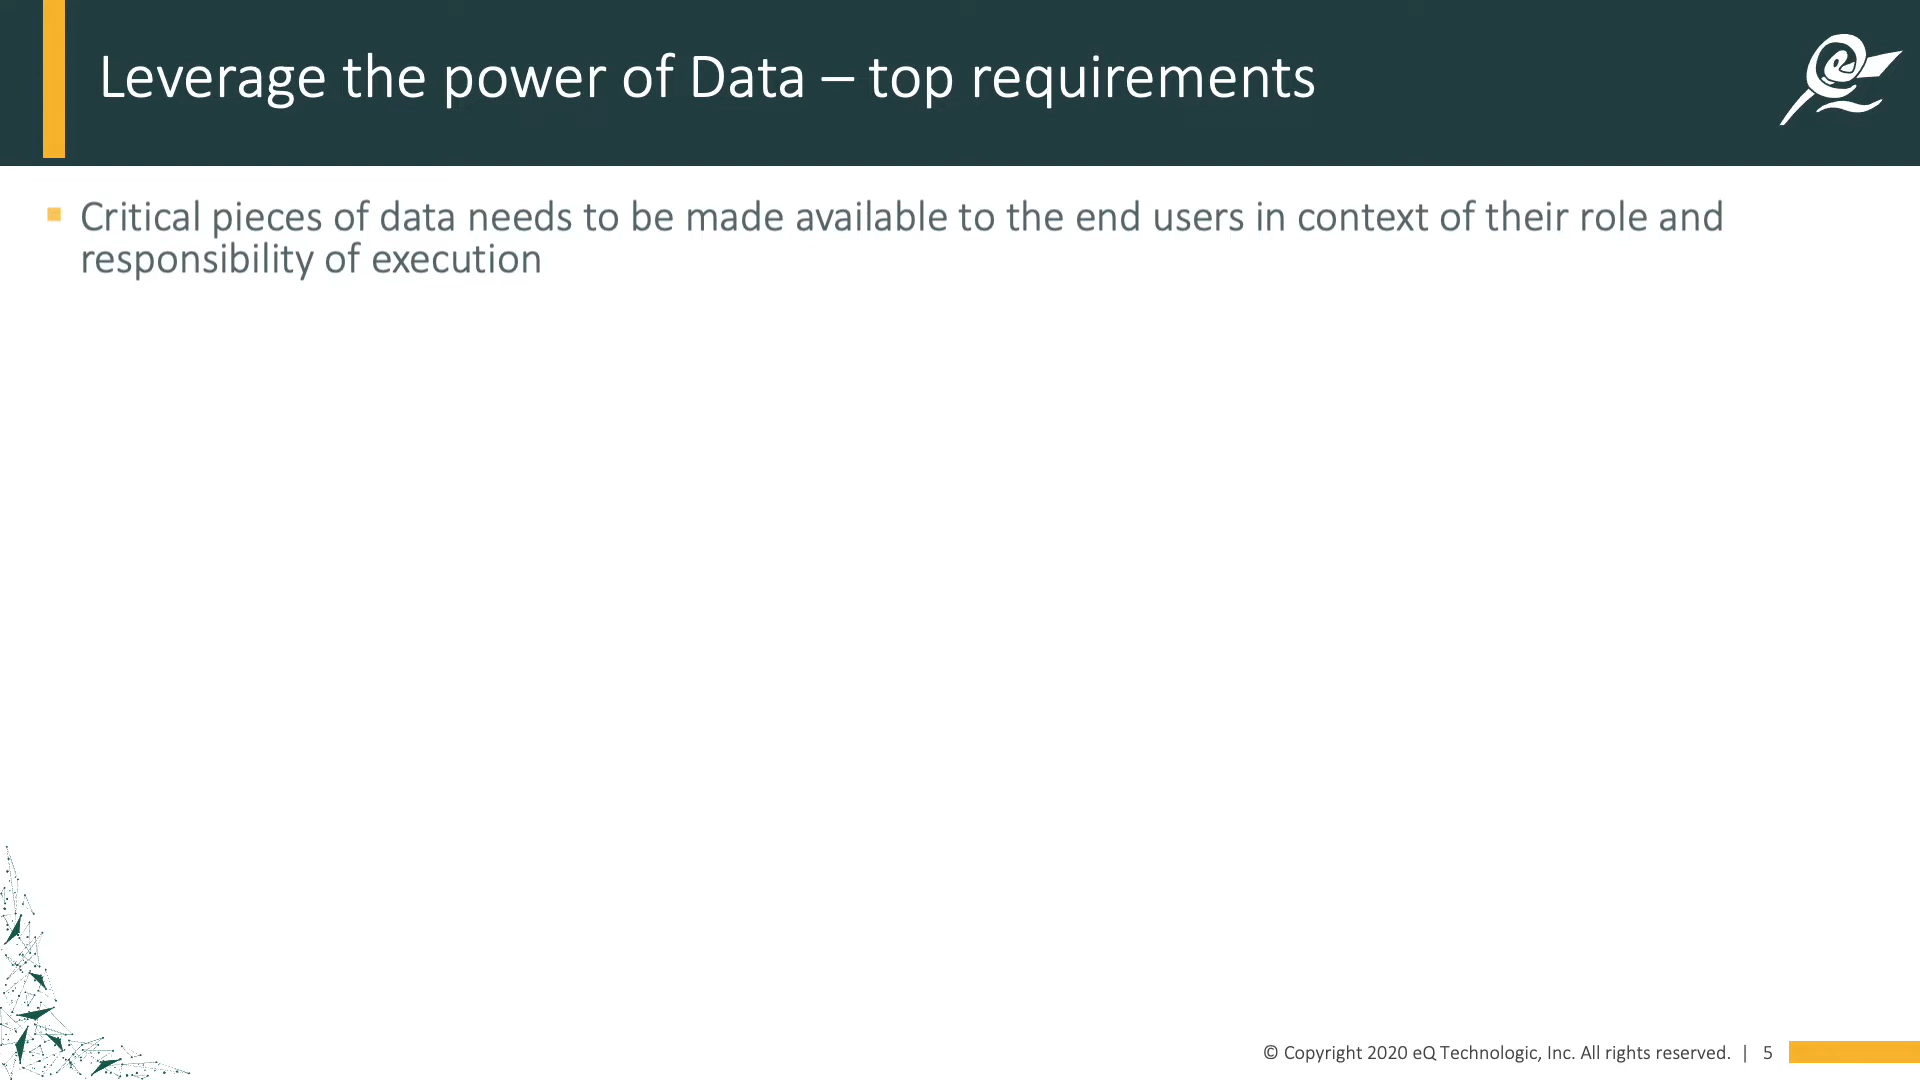 Leverage the power of Data – top requirements
Critical pieces of data needs to be made available to the end users in context of their role and
responsibility of execution
© Copyright 2020 eQ Technologic, Inc. All rights reserved. | 5